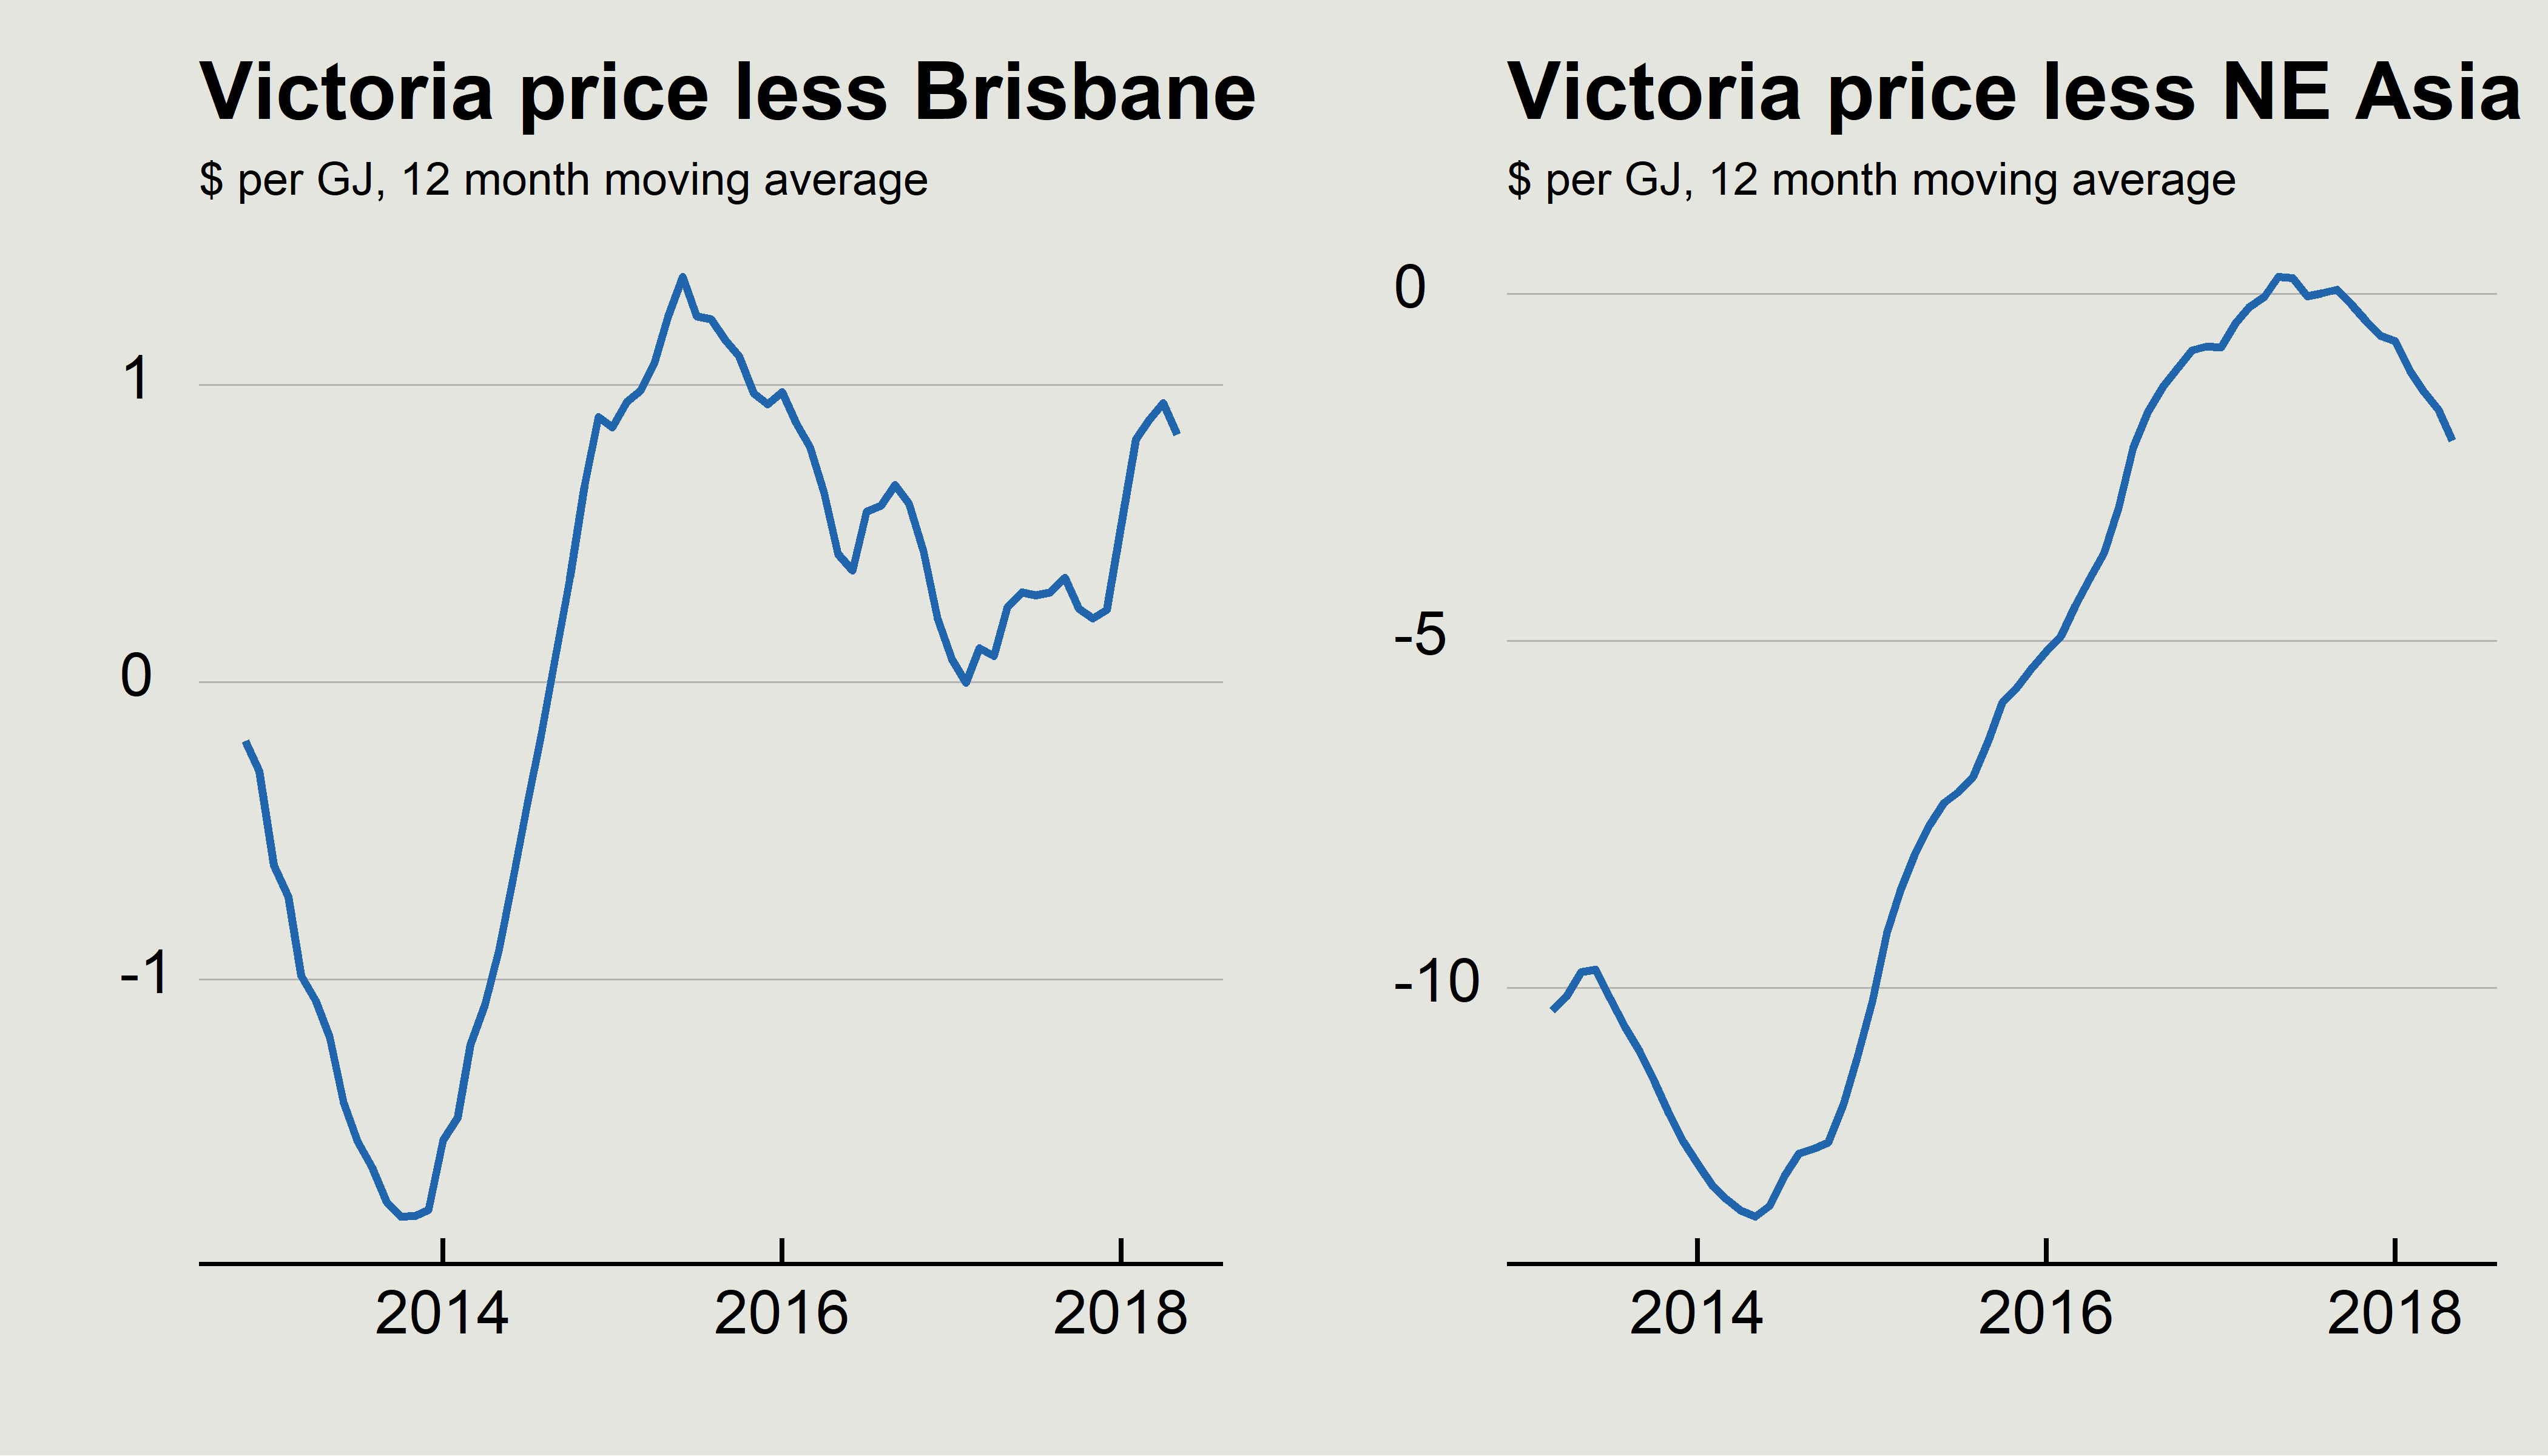 Victoria price less Brisbane
$ per GJ, 12 month moving average
1
0
-1
2014 2016 2018
Victoria price less NE Asia
$ per GJ, 12 month moving average
0
-5
-10
2014 2016 2018